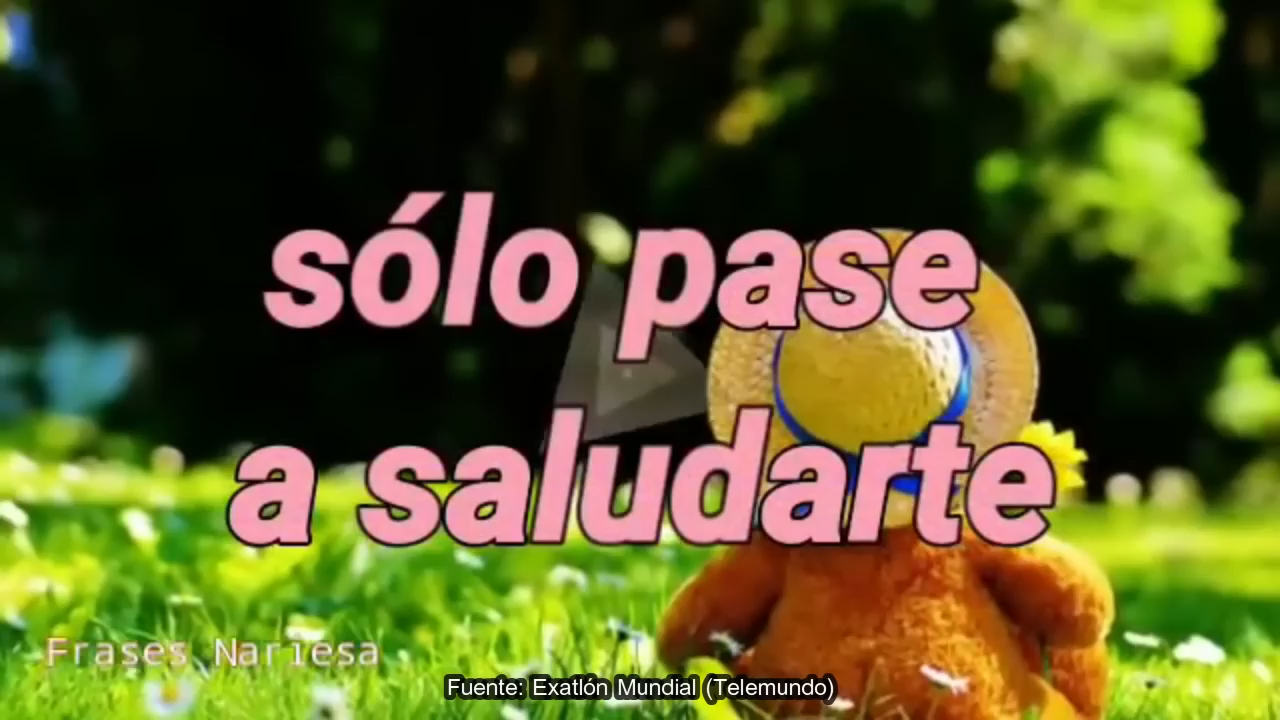 sólo pase
a saludarte
Frases Nariesa
Fuente: Exatlón Mundial (Telemundo)